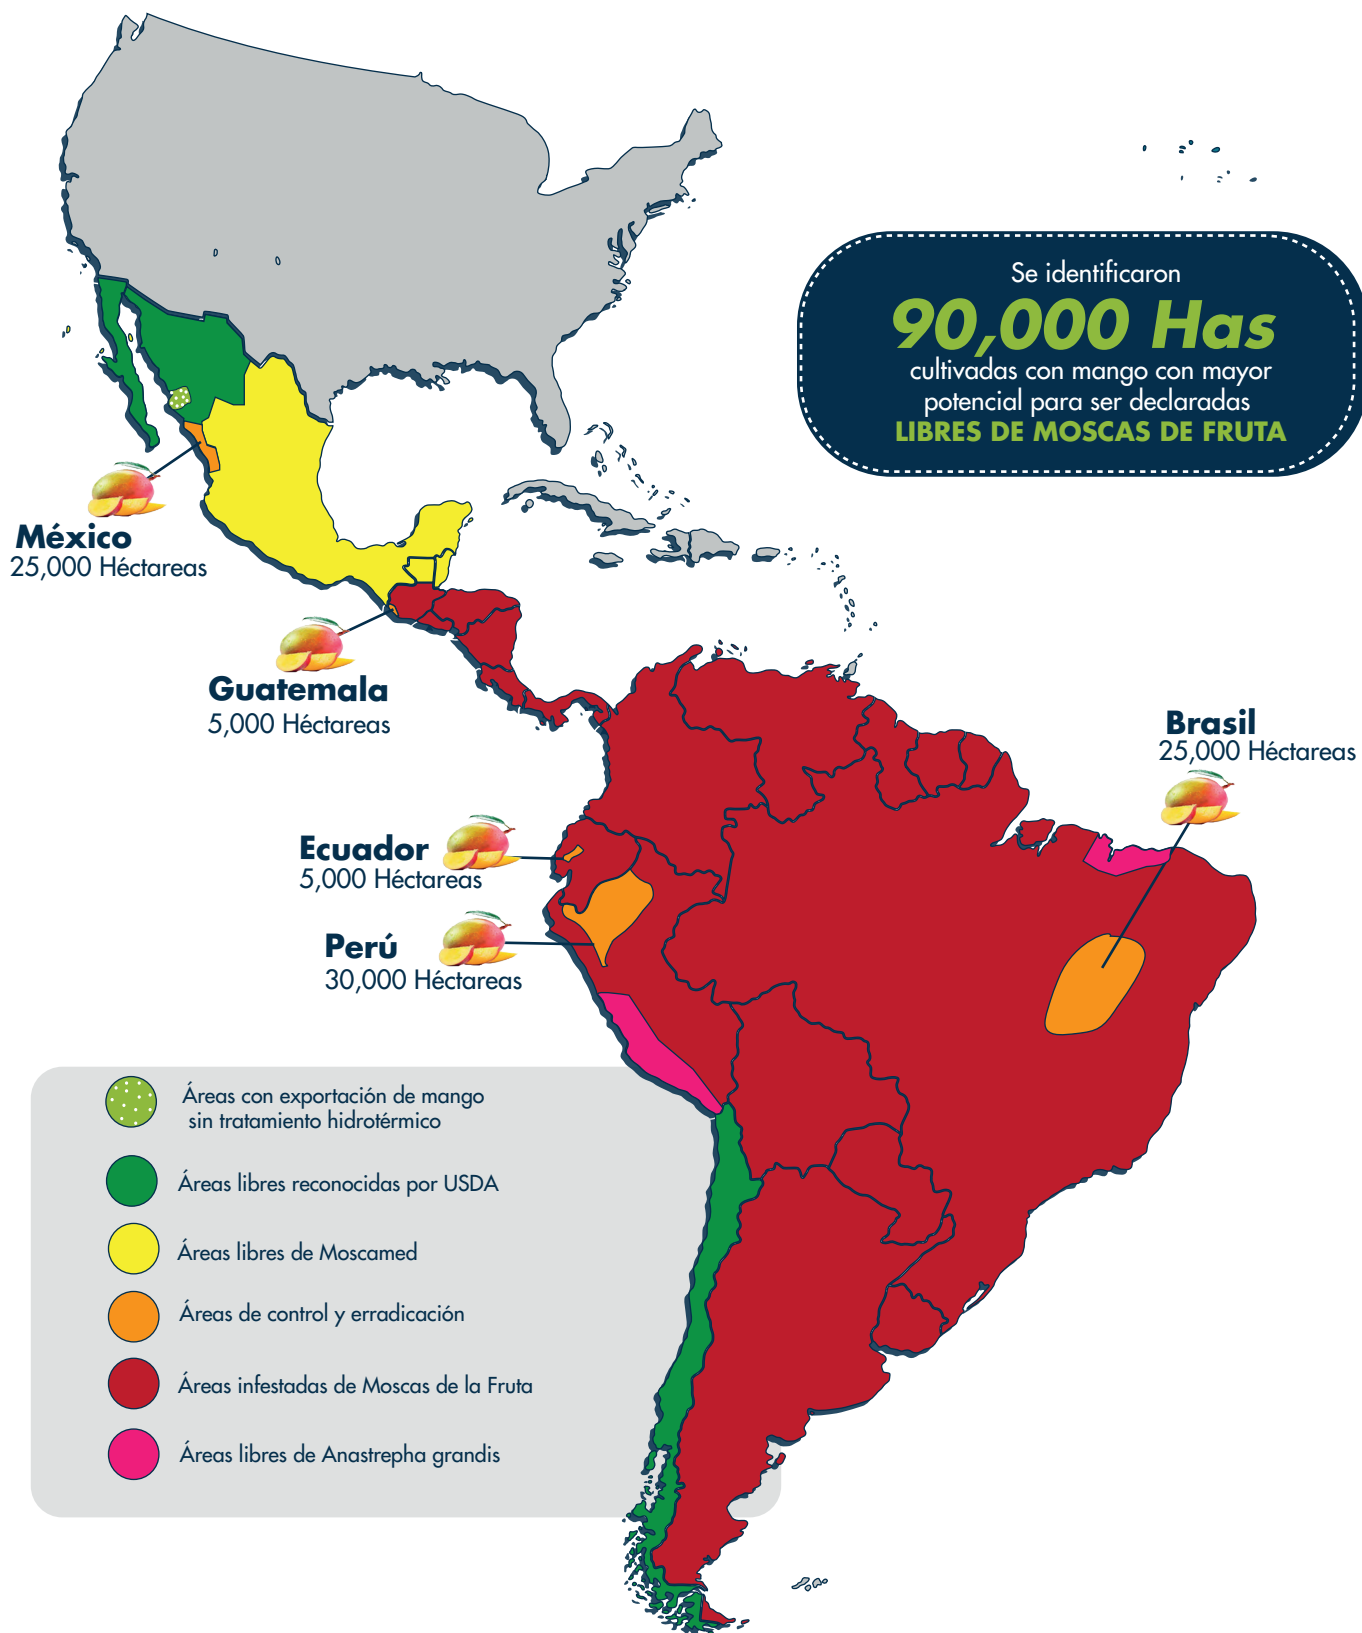 Se identificaron
90,000 Has
cultivadas con mango con mayor
potencial para ser declaradas
LIBRES DE MOSCAS DE FRUTA
México
25,000 Héctareas
Guatemala
5,000 Héctareas
Brasil
25,000 Héctareas
Ecuador
5,000 Héctareas
Perú
30,000 Héctareas
Áreas con exportación de mango
sin tratamiento hidrotérmico
Áreas libres reconocidas por USDA
Áreas libres de Moscamed
Áreas de control y erradicación
Áreas infestadas de Moscas de la Fruta
Áreas libres de Anastrepha grandis